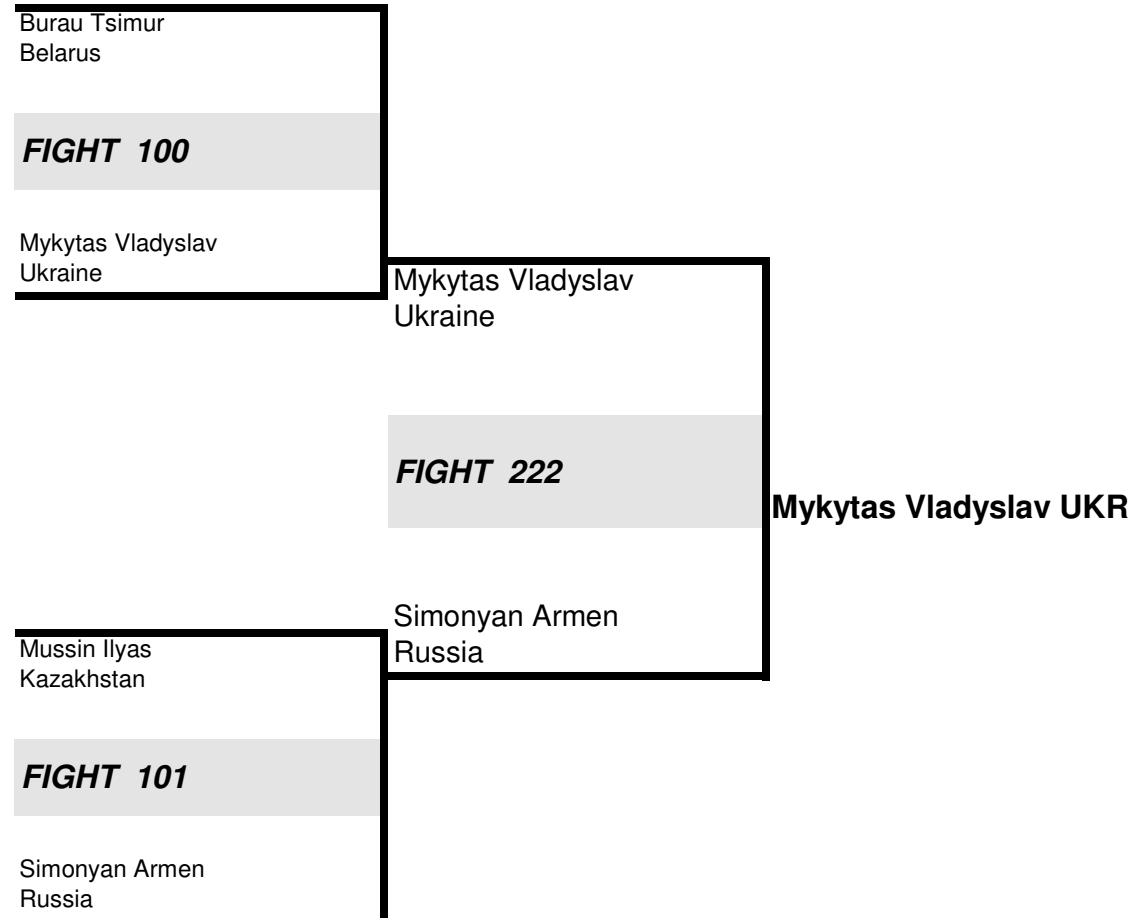 Burau Tsimur
Belarus
FIGHT 100
Mykytas Vladyslav
Ukraine
Mykytas Vladyslav
Ukraine
FIGHT 222
Mykytas Vladyslav UKR
Simonyan Armen
Russia
Mussin Ilyas
Kazakhstan
FIGHT 101
Simonyan Armen
Russia